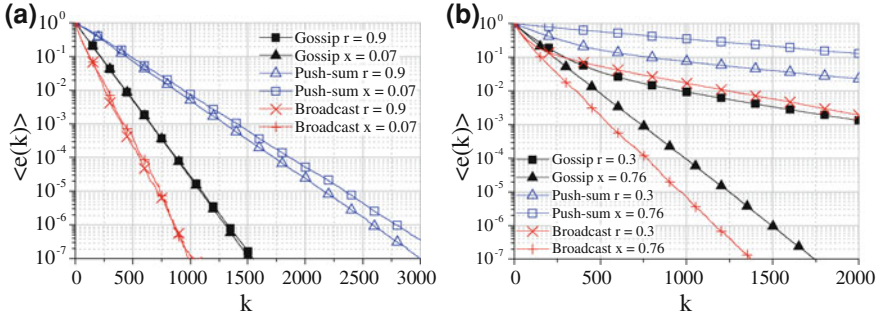 (a)
10^0
10^-1
10^-2
10^-3
10^-4
10^-5
10^-6
10^-7
<e(k)>
Gossip r = 0.9
Gossip x = 0.07
Push-sum r = 0.9
Push-sum x = 0.07
Broadcast r = 0.9
Broadcast x = 0.07
0 500 1000 1500 2000 2500 3000
k
(b)
10^0
10^-1
10^-2
10^-3
10^-4
10^-5
10^-6
10^-7
<e(k)>
Gossip r = 0.3
Gossip x = 0.76
Push-sum r = 0.3
Push-sum x = 0.76
Broadcast r = 0.3
Broadcast x = 0.76
0 500 1000 1500 2000
k